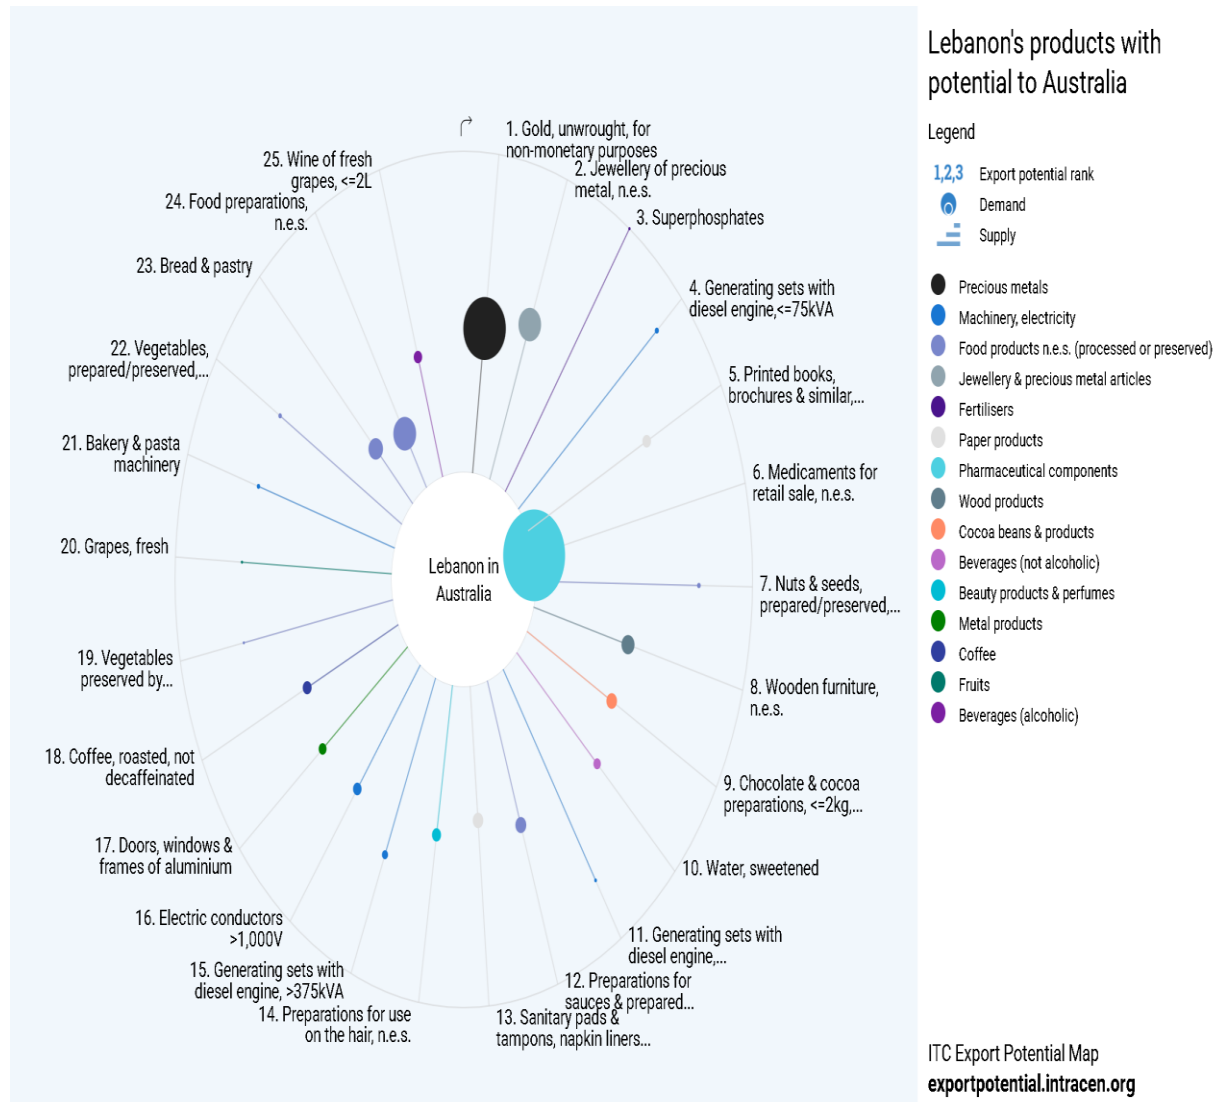 Lebanon's products with
potential to Australia
Legend
1,2,3 Export potential rank
Demand
Supply
Precious metals
Machinery, electricity
Food products n.e.s. (processed or preserved)
Jewellery & precious metal articles
Fertilisers
Paper products
Pharmaceutical components
Wood products
Cocoa beans & products
Beverages (not alcoholic)
Beauty products & perfumes
Metal products
Coffee
Fruits
Beverages (alcoholic)
1. Gold, unwrought, for
non-monetary purposes
2. Jewellery of precious
metal, n.e.s.
3. Superphosphates
4. Generating sets with
diesel engine,<=75kVA
5. Printed books,
brochures & similar,...
6. Medicaments for
retail sale, n.e.s.
7. Nuts & seeds,
prepared/preserved,...
8. Wooden furniture,
n.e.s.
9. Chocolate & cocoa
preparations, <=2kg,...
10. Water, sweetened
11. Generating sets with
diesel engine,...
12. Preparations for
sauces & prepared...
13. Sanitary pads &
tampons, napkin liners...
14. Preparations for use
on the hair, n.e.s.
15. Generating sets with
diesel engine, >375kVA
16. Electric conductors
>1,000V
17. Doors, windows &
frames of aluminium
18. Coffee, roasted, not
decaffeinated
19. Vegetables
preserved by...
20. Grapes, fresh
21. Bakery & pasta
machinery
22. Vegetables,
prepared/preserved,...
23. Bread & pastry
24. Food preparations,
n.e.s.
25. Wine of fresh
grapes, <=2L
Lebanon in
Australia
ITC Export Potential Map
exportpotential.intracen.org